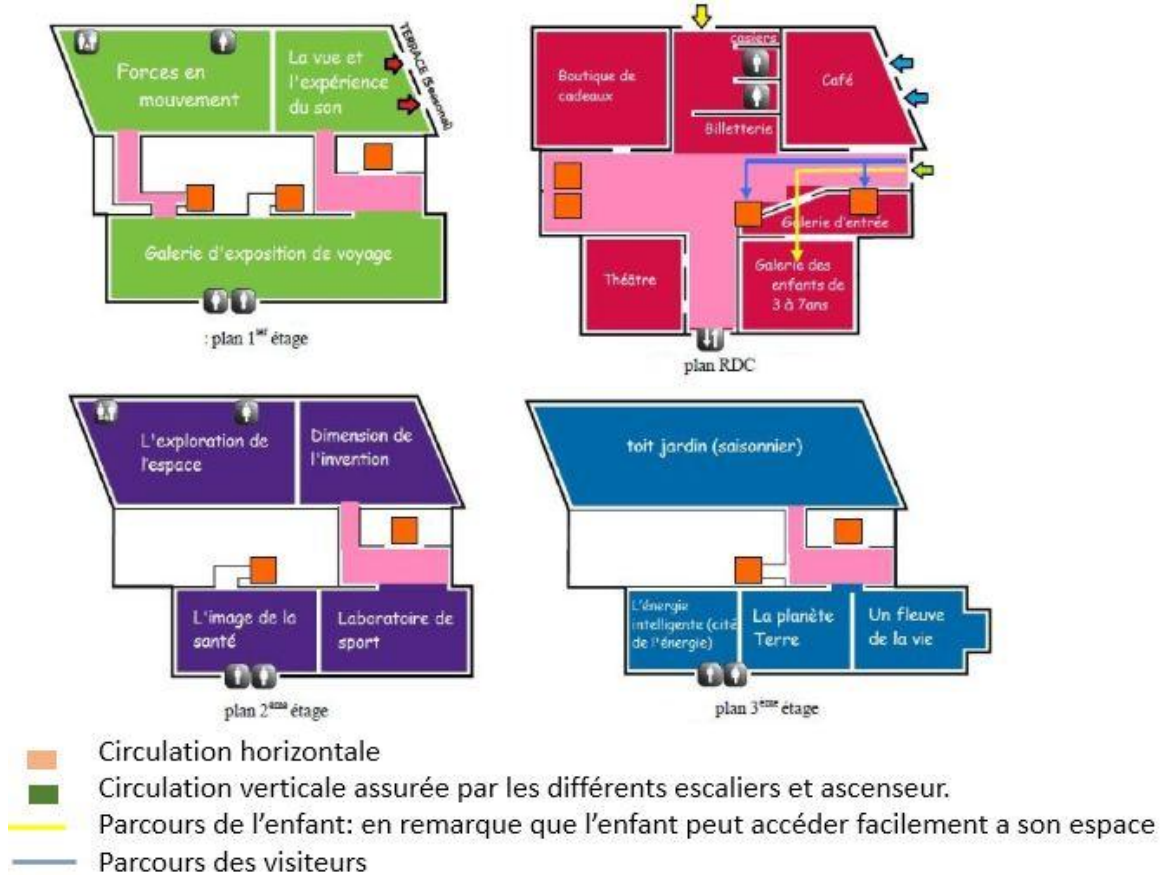 Forces en
mouvement
La vue et
l'expérience
du son
TERRACE (Seasonal)
Galerie d'exposition de voyage
: plan 1er étage
Boutique de
cadeaux
casiers
Billetterie
Café
Galerie d'entrée
Théâtre
Galerie des
enfants de
3 à 7ans
plan RDC
L'exploration de
l'espace
Dimension de
l'invention
L'image de la
santé
Laboratoire de
sport
plan 2ème étage
toit jardin (saisonnier)
L'énergie
intelligente (cité
de l'énergie)
La planète
Terre
Un fleuve
de la vie
plan 3ème étage
Circulation horizontale
Circulation verticale assurée par les différents escaliers et ascenseur.
Parcours de l'enfant: en remarque que l'enfant peut accéder facilement a son espace
Parcours des visiteurs